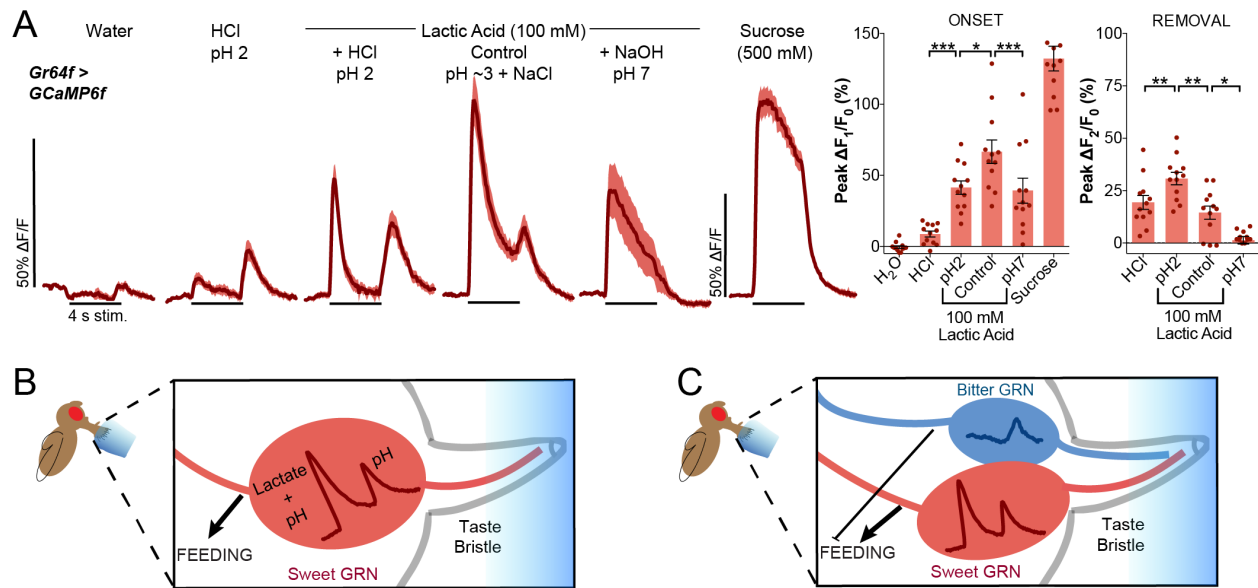 A
Water
HCl
pH 2
Lactic Acid (100 mM)
+ HCl
pH 2
Control
pH ~3 + NaCl
+ NaOH
pH 7
Sucrose
(500 mM)
Gr64f >
GCaMP6f
50% ΔF/F
4 s stim.
50% ΔF/F
ONSET
Peak ΔF1/F0 (%)
150
100
50
0
***
*
***
H2O
HCl
pH2
Control
pH7
Sucrose
100 mM
Lactic Acid
REMOVAL
Peak ΔF2/F0 (%)
100
75
50
25
0
**
**
*
HCl
pH2
Control
pH7
100 mM
Lactic Acid
B
Lactate
+
pH
pH
FEEDING
Sweet GRN
Taste
Bristle
C
Bitter GRN
FEEDING
Sweet GRN
Taste
Bristle